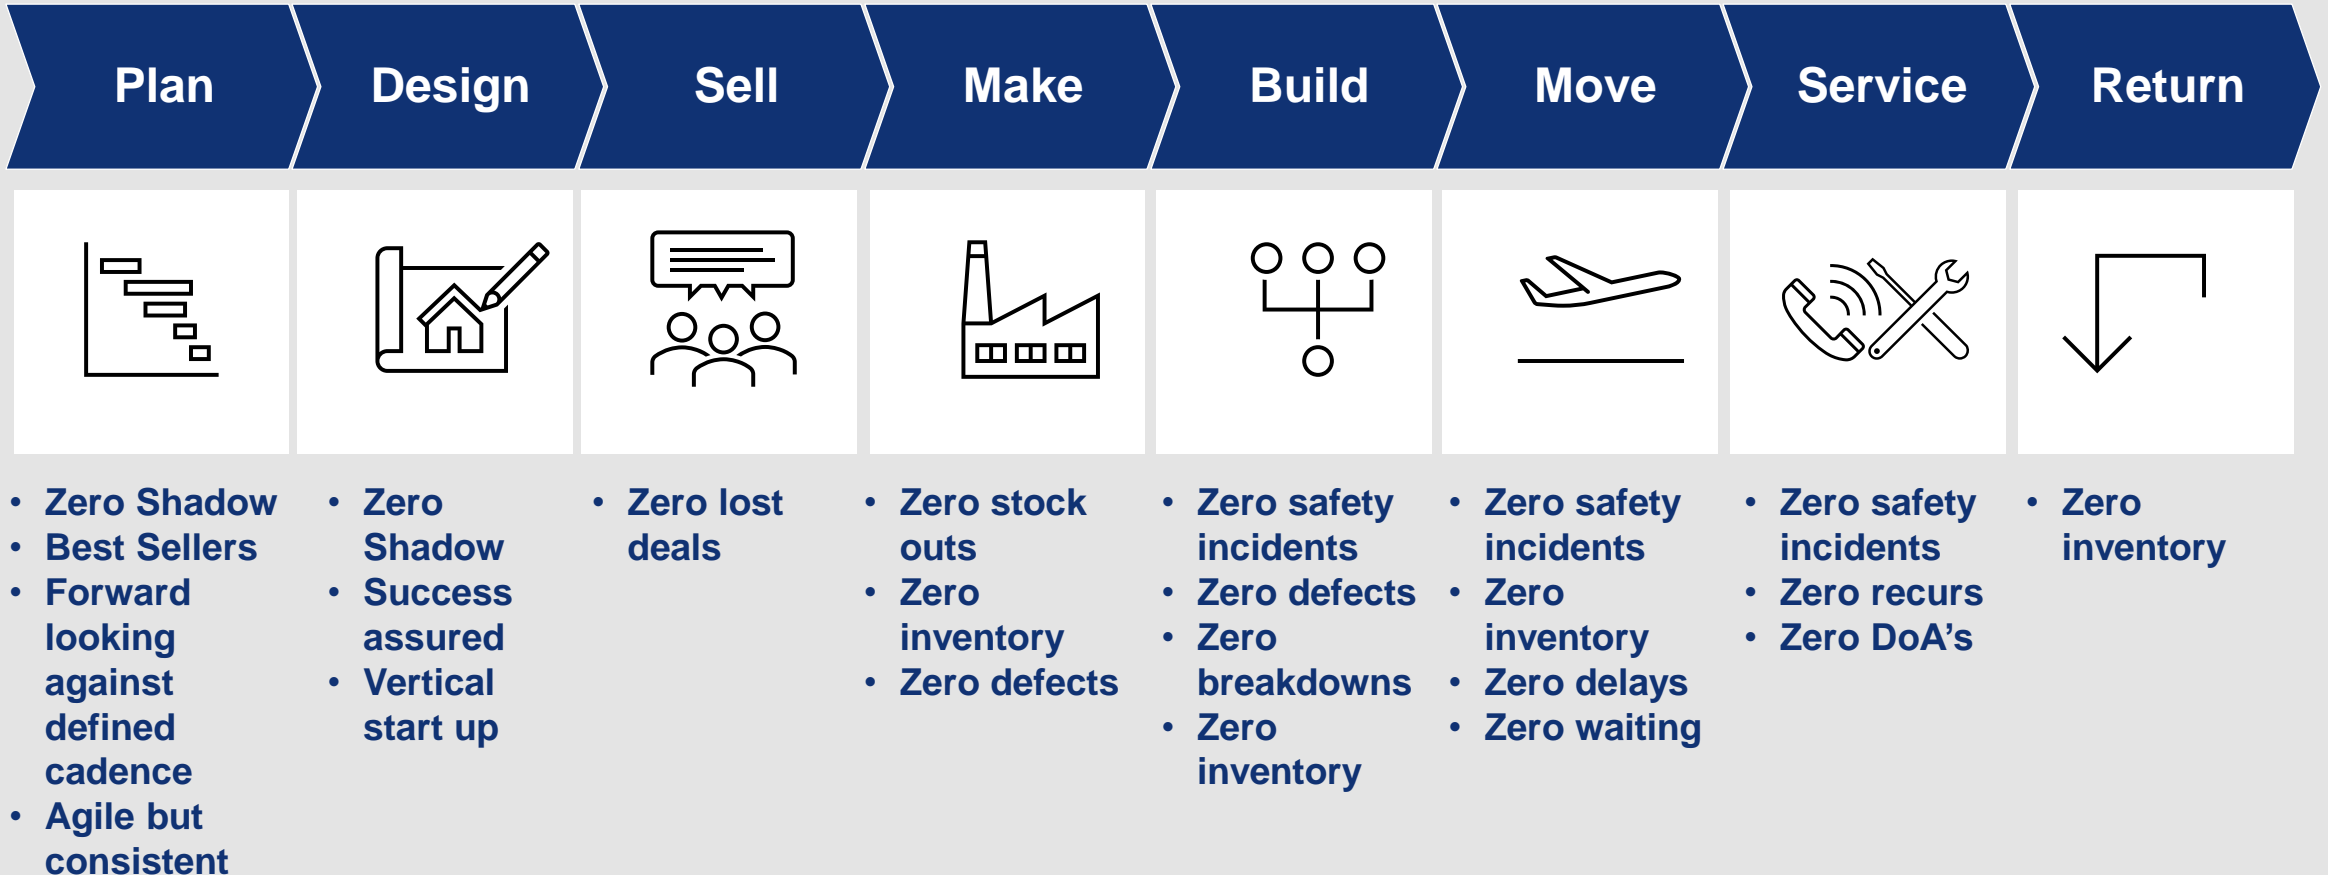 Plan
Design
Sell
Make
Build
Move
Service
Return
• Zero Shadow
• Best Sellers
• Forward
looking
against
defined
cadence
• Agile but
consistent
• Zero
Shadow
• Success
assured
• Vertical
start up
• Zero lost
deals
• Zero stock
outs
• Zero
inventory
• Zero defects
• Zero safety
incidents
• Zero defects
• Zero
breakdowns
• Zero
inventory
• Zero safety
incidents
• Zero
inventory
• Zero delays
• Zero waiting
• Zero safety
incidents
• Zero recurs
• Zero DoA’s
• Zero
inventory